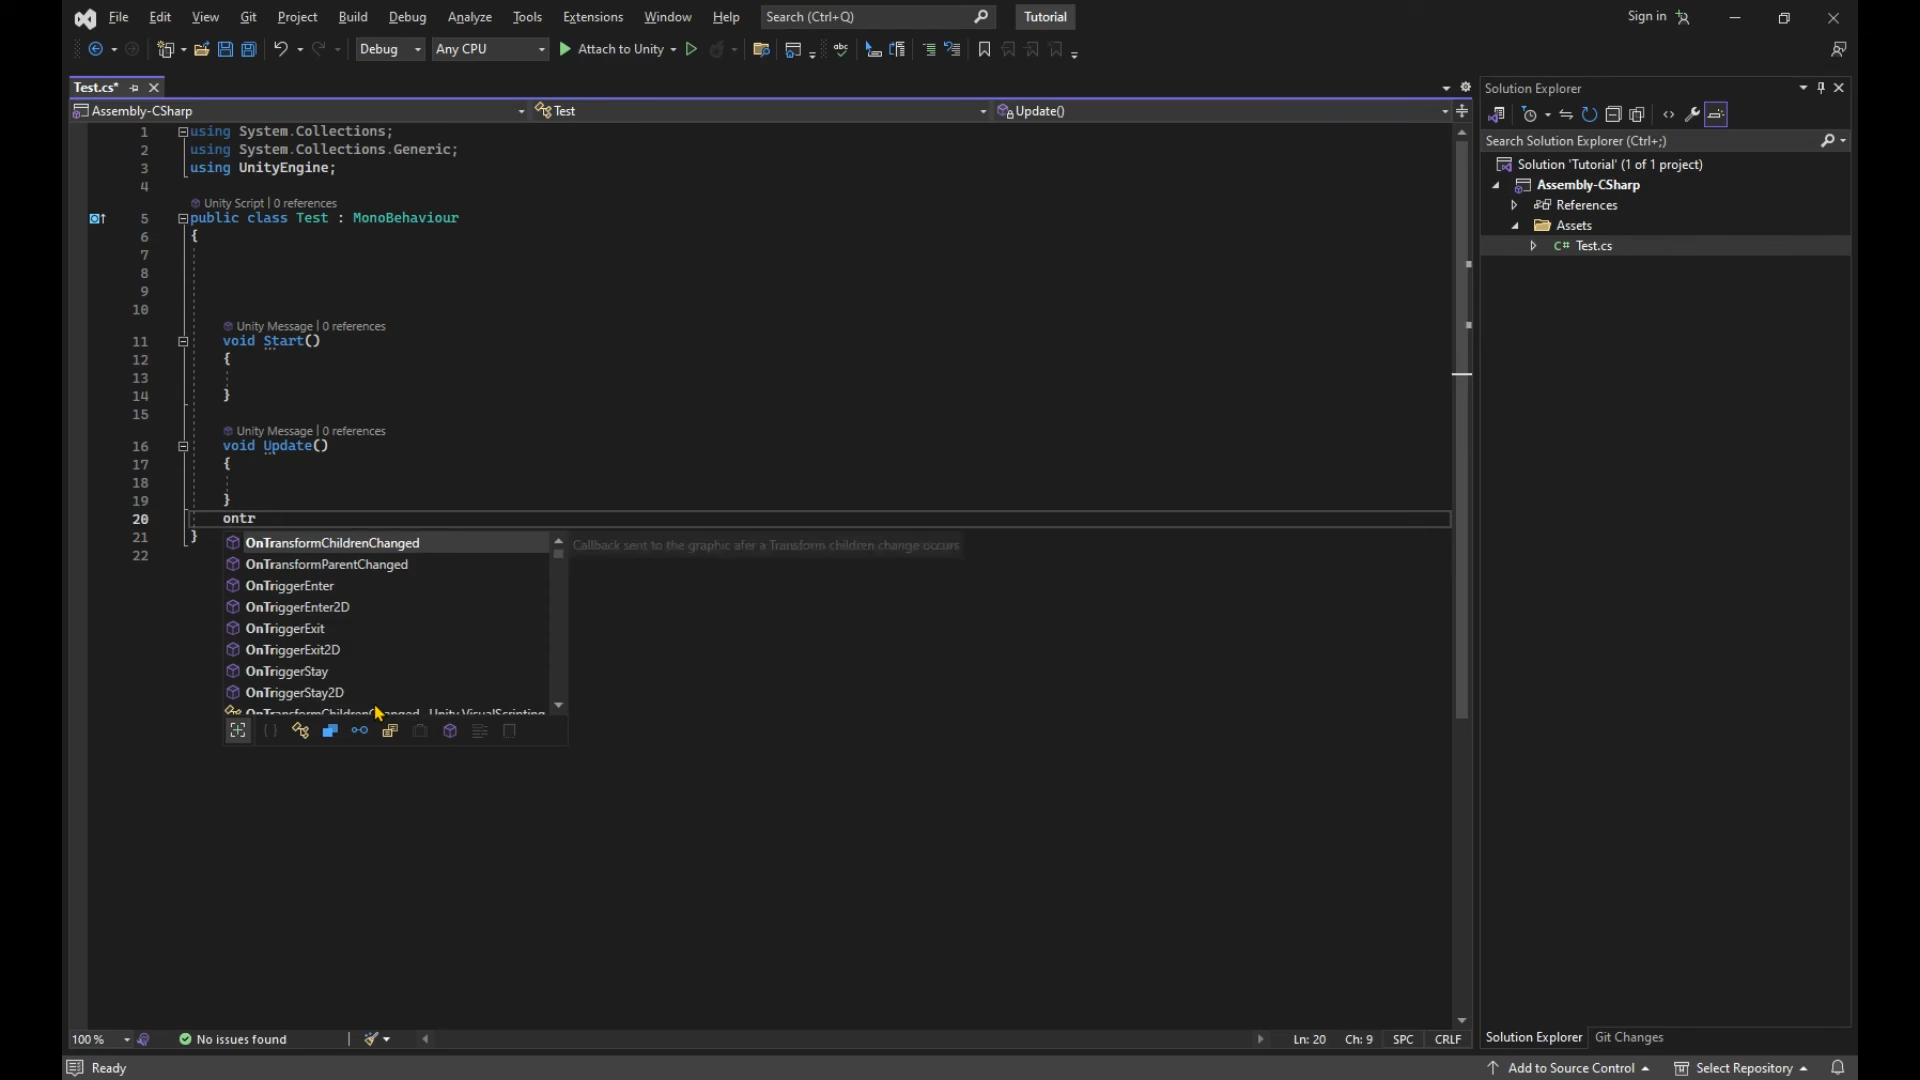 File Edit View Git Project Build Debug Analyze Tools Extensions Window Help Search (Ctrl+Q) Tutorial Sign in
Debug Any CPU Attach to Unity
Test.cs*
Assembly-CSharp Test Update()
1 using System.Collections;
2 using System.Collections.Generic;
3 using UnityEngine;
4
Unity Script | 0 references
5 public class Test : MonoBehaviour
6 {
7
8
9
10
Unity Message | 0 references
11 void Start()
12 {
13
14 }
15
Unity Message | 0 references
16 void Update()
17 {
18
19 }
20 ontr
21 }
22
OnTransformChildrenChanged
Callback sent to the graphic afer a Transform children change occurs
OnTransformParentChanged
OnTriggerEnter
OnTriggerEnter2D
OnTriggerExit
OnTriggerExit2D
OnTriggerStay
OnTriggerStay2D
OnTransformChildrenChanged Unity.VisualScripting
Solution Explorer
Search Solution Explorer (Ctrl+;)
Solution 'Tutorial' (1 of 1 project)
Assembly-CSharp
References
Assets
C# Test.cs
Solution Explorer Git Changes
100 % No issues found Ln: 20 Ch: 9 SPC CRLF
Ready Add to Source Control Select Repository